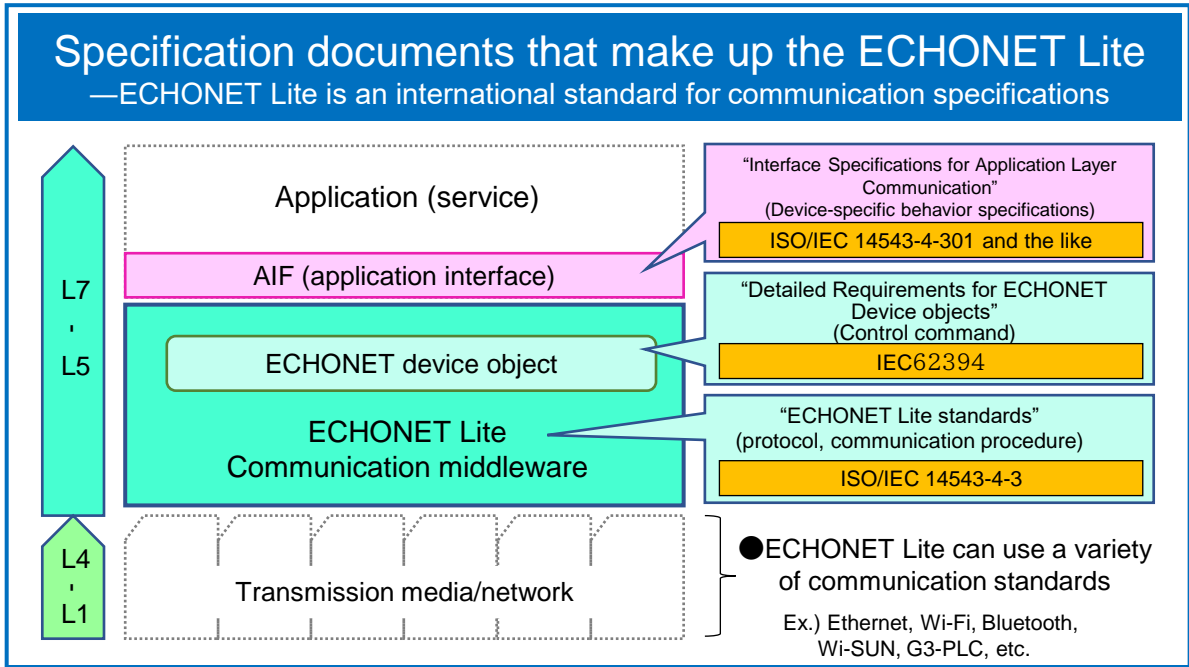 Specification documents that make up the ECHONET Lite
—ECHONET Lite is an international standard for communication specifications
L7
-
L5
L4
-
L1
Application (service)
AIF (application interface)
ECHONET device object
ECHONET Lite
Communication middleware
Transmission media/network
“Interface Specifications for Application Layer
Communication”
(Device-specific behavior specifications)
ISO/IEC 14543-4-301 and the like
“Detailed Requirements for ECHONET
Device objects”
(Control command)
IEC62394
“ECHONET Lite standards”
(protocol, communication procedure)
ISO/IEC 14543-4-3
●ECHONET Lite can use a variety
of communication standards
Ex.) Ethernet, Wi-Fi, Bluetooth,
Wi-SUN, G3-PLC, etc.